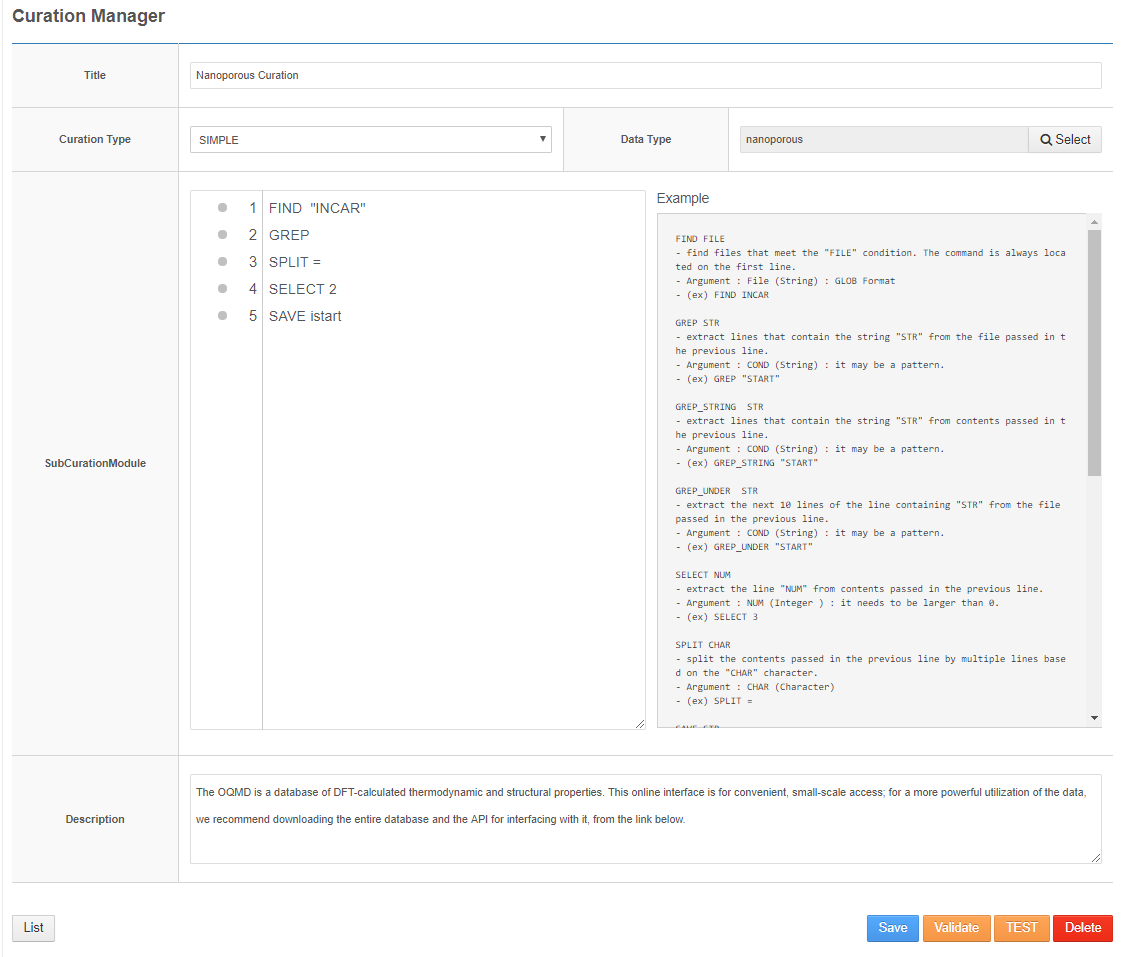 Curation Manager
Title
Nanoporous Curation
Curation Type
SIMPLE
Data Type
nanoporous
Select
SubCurationModule
1 FIND "INCAR"
2 GREP
3 SPLIT =
4 SELECT 2
5 SAVE istart
Example
FIND FILE
- find files that meet the "FILE" condition. The command is always loca
ted on the first line.
- Argument : File (String) : GLOB Format
- (ex) FIND INCAR
GREP STR
- extract lines that contain the string "STR" from the file passed in t
he previous line.
- Argument : COND (String) : it may be a pattern.
- (ex) GREP "START"
GREP_STRING STR
- extract lines that contain the string "STR" from contents passed in t
he previous line.
- Argument : COND (String) : it may be a pattern.
- (ex) GREP_STRING "START"
GREP_UNDER STR
- extract the next 10 lines of the line containing "STR" from the file
passed in the previous line.
- Argument : COND (String) : it may be a pattern.
- (ex) GREP_UNDER "START"
SELECT NUM
- extract the line "NUM" from contents passed in the previous line.
- Argument : NUM (Integer ) : it needs to be larger than 0.
- (ex) SELECT 3
SPLIT CHAR
- split the contents passed in the previous line by multiple lines base
d on the "CHAR" character.
- Argument : CHAR (Character)
- (ex) SPLIT =
SAVE STR
Description
The OQMD is a database of DFT-calculated thermodynamic and structural properties. This online interface is for convenient, small-scale access; for a more powerful utilization of the data,
we recommend downloading the entire database and the API for interfacing with it, from the link below.
List
Save
Validate
TEST
Delete